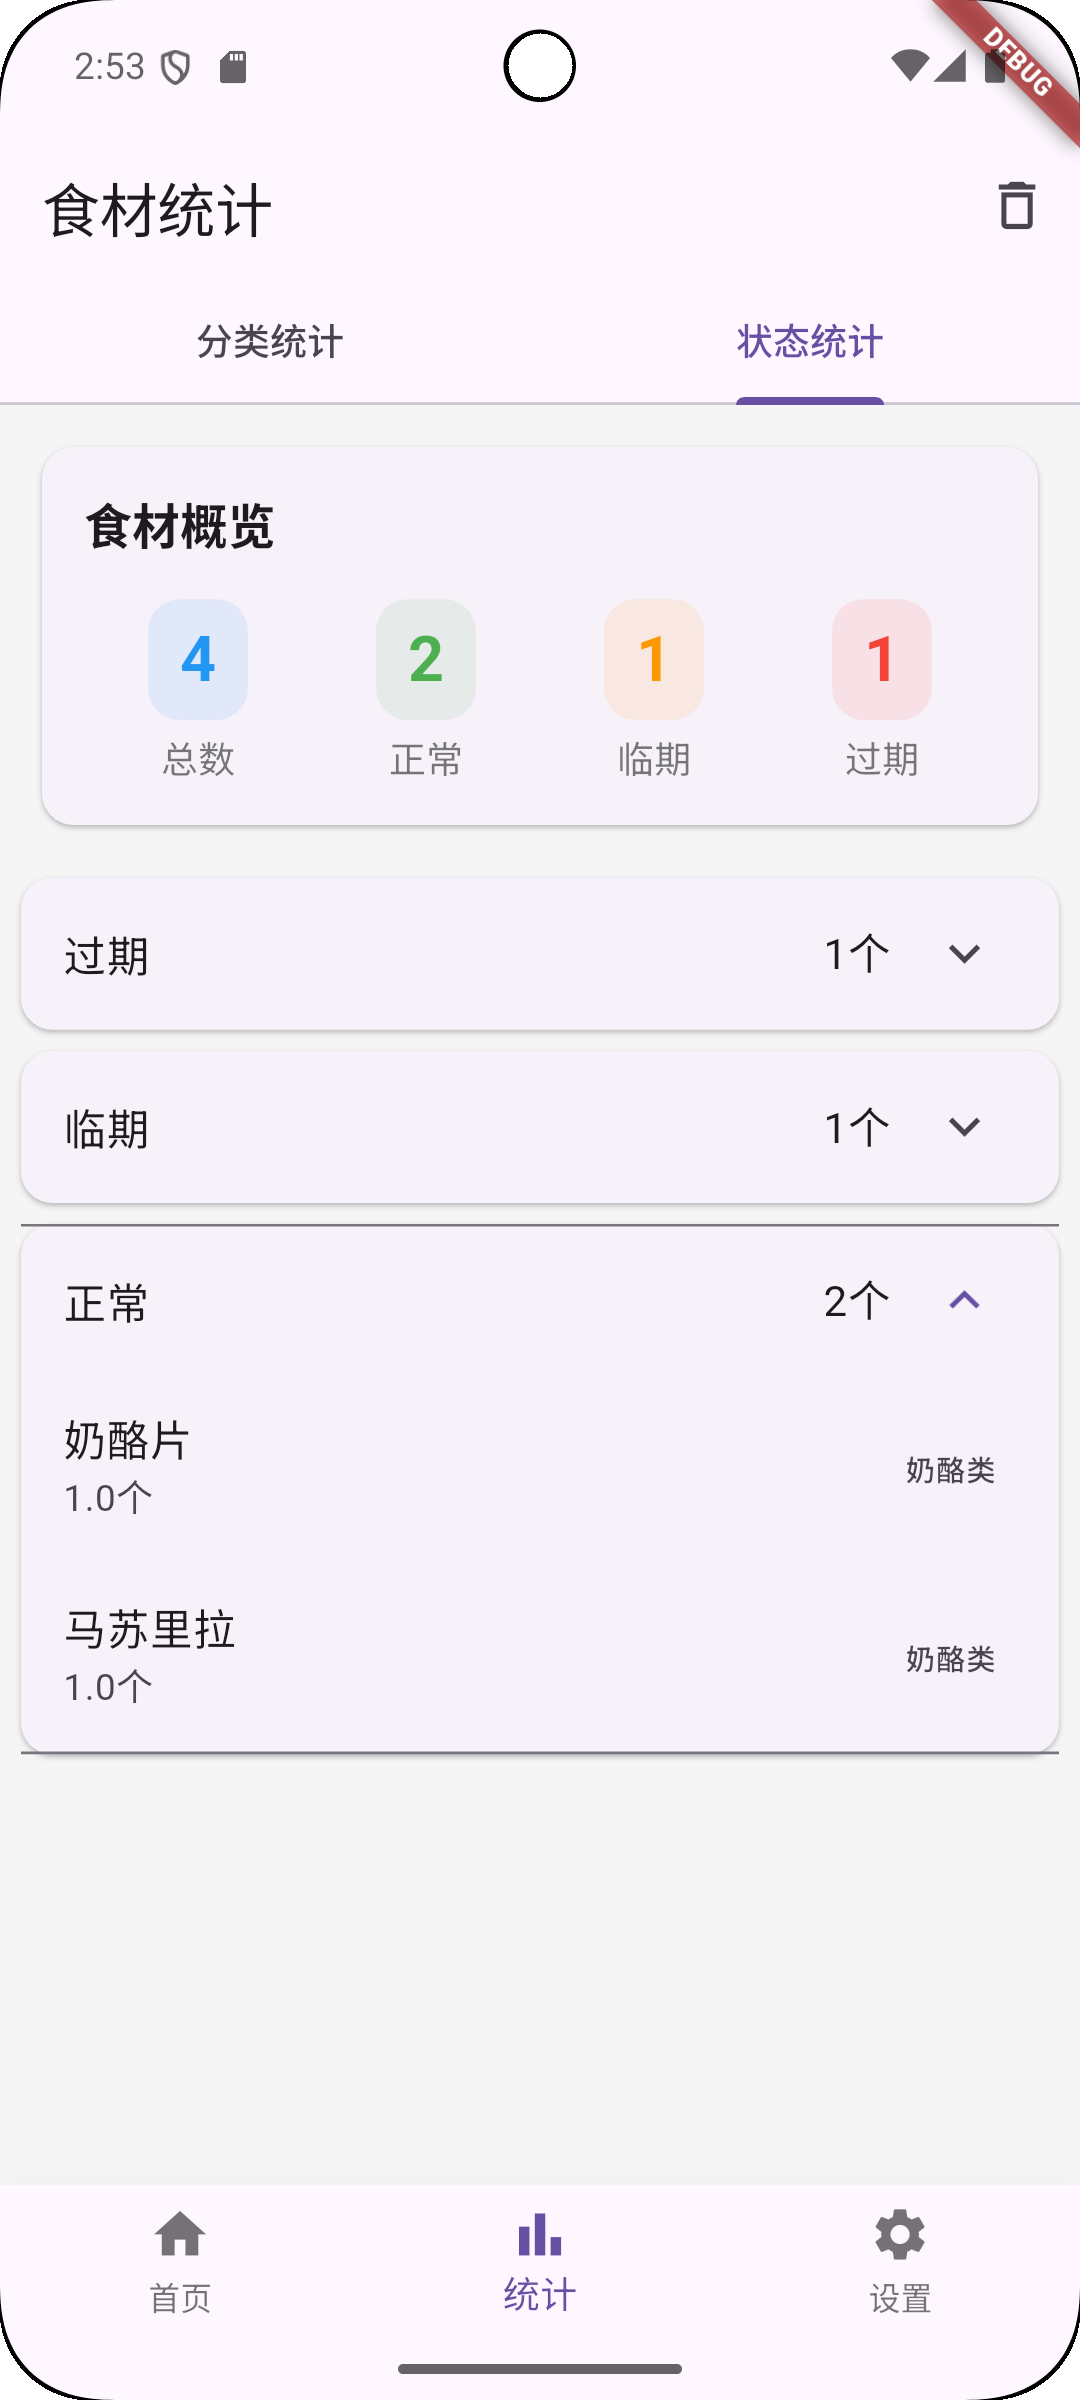 2:53
DEBUG
食材统计
分类统计 状态统计
食材概览
4 2 1 1
总数 正常 临期 过期
过期 1个
临期 1个
正常 2个
奶酪片
1.0个 奶酪类
马苏里拉
1.0个 奶酪类
首页 统计 设置